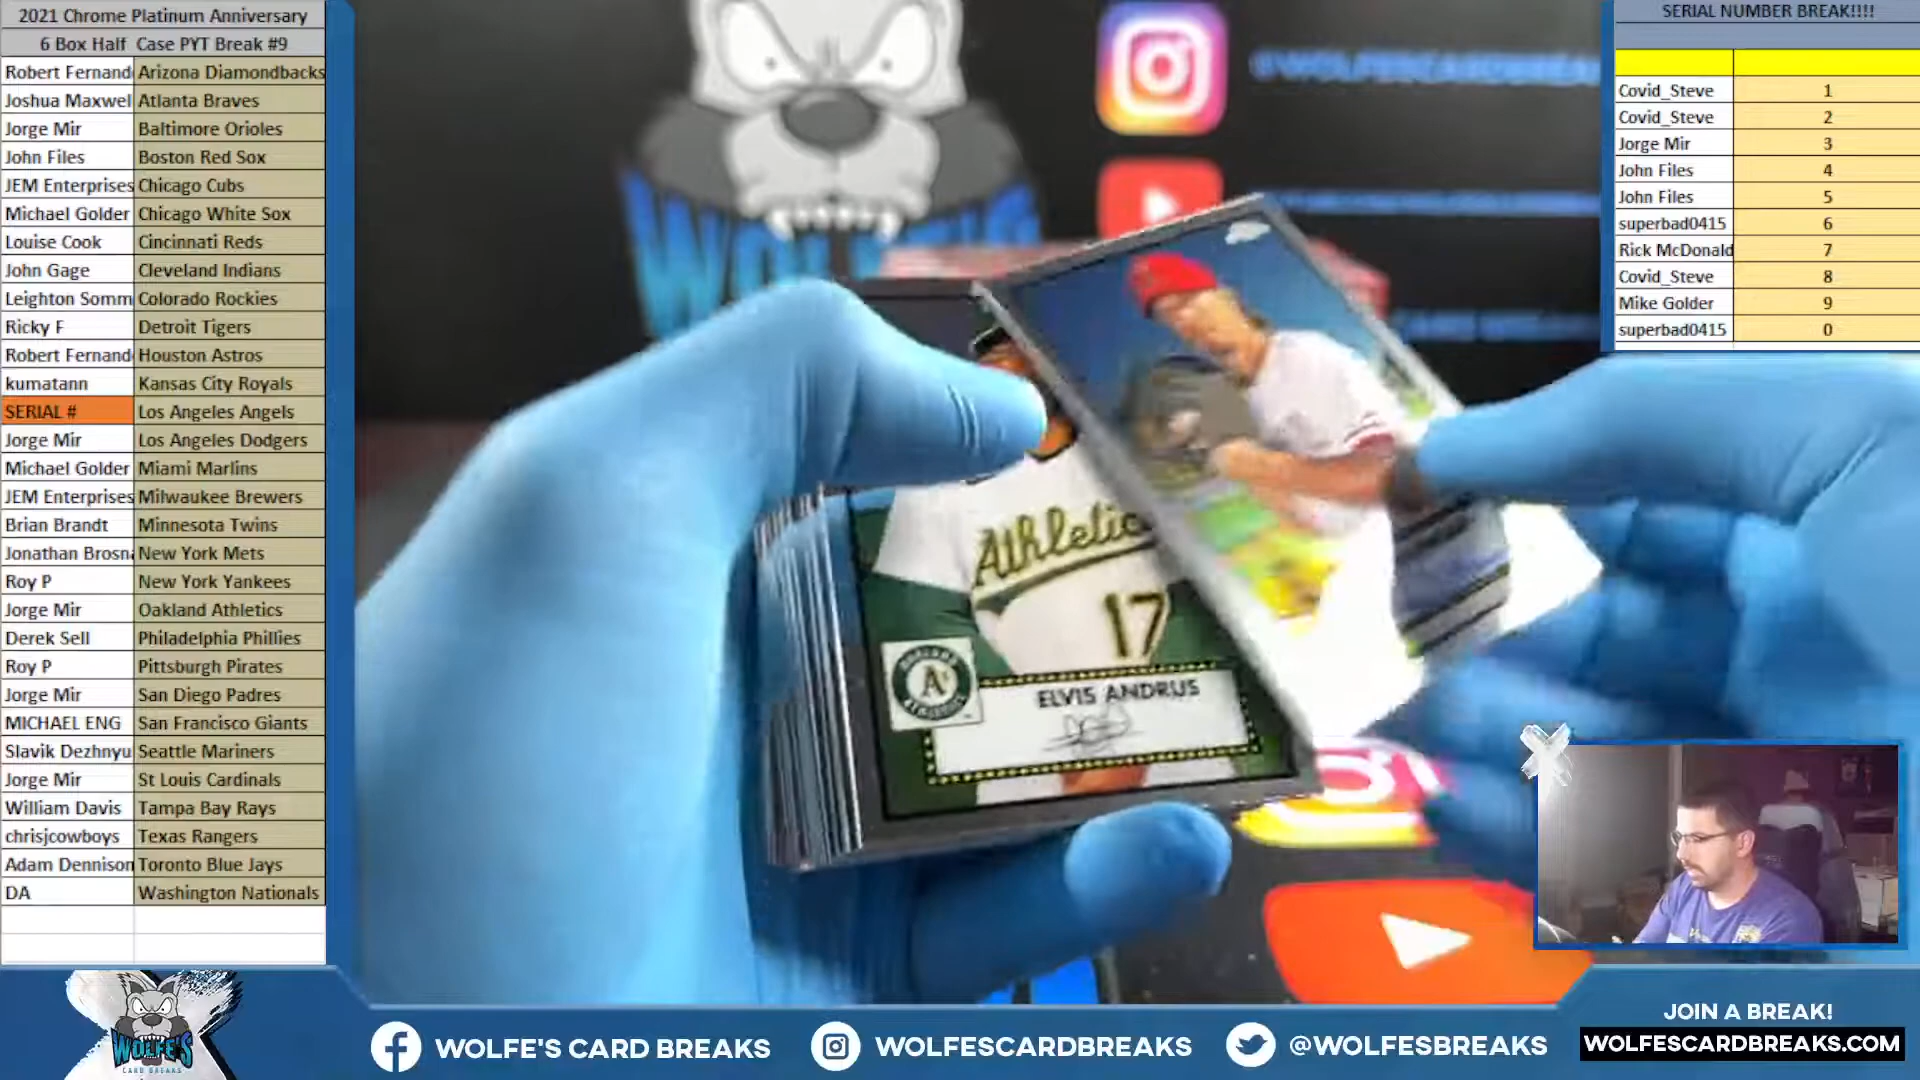 2021 Chrome Platinum Anniversary
6 Box Half Case PYT Break #9
Robert Fernand Arizona Diamondbacks
Joshua Maxwel Atlanta Braves
Jorge Mir Baltimore Orioles
John Files Boston Red Sox
JEM Enterprises Chicago Cubs
Michael Golder Chicago White Sox
Louise Cook Cincinnati Reds
John Gage Cleveland Indians
Leighton Somm Colorado Rockies
Ricky F Detroit Tigers
Robert Fernand Houston Astros
kumatann Kansas City Royals
SERIAL # Los Angeles Angels
Jorge Mir Los Angeles Dodgers
Michael Golder Miami Marlins
JEM Enterprises Milwaukee Brewers
Brian Brandt Minnesota Twins
Jonathan Brosna New York Mets
Roy P New York Yankees
Jorge Mir Oakland Athletics
Derek Sell Philadelphia Phillies
Roy P Pittsburgh Pirates
Jorge Mir San Diego Padres
MICHAEL ENG San Francisco Giants
Slavik Dezhnyu Seattle Mariners
Jorge Mir St Louis Cardinals
William Davis Tampa Bay Rays
chrisjcowboys Texas Rangers
Adam Dennison Toronto Blue Jays
DA Washington Nationals
SERIAL NUMBER BREAK!!!!
Covid_Steve 1
Covid_Steve 2
Jorge Mir 3
John Files 4
John Files 5
superbad0415 6
Rick McDonald 7
Covid_Steve 8
Mike Golder 9
superbad0415 0
@WOLFESCARDBREA
Athletic
17
A's
ELVIS ANDRUS
WOLFE'S
CARD BREAKS
WOLFE'S CARD BREAKS
WOLFESCARDBREAKS
@WOLFESBREAKS
JOIN A BREAK!
WOLFESCARDBREAKS.COM